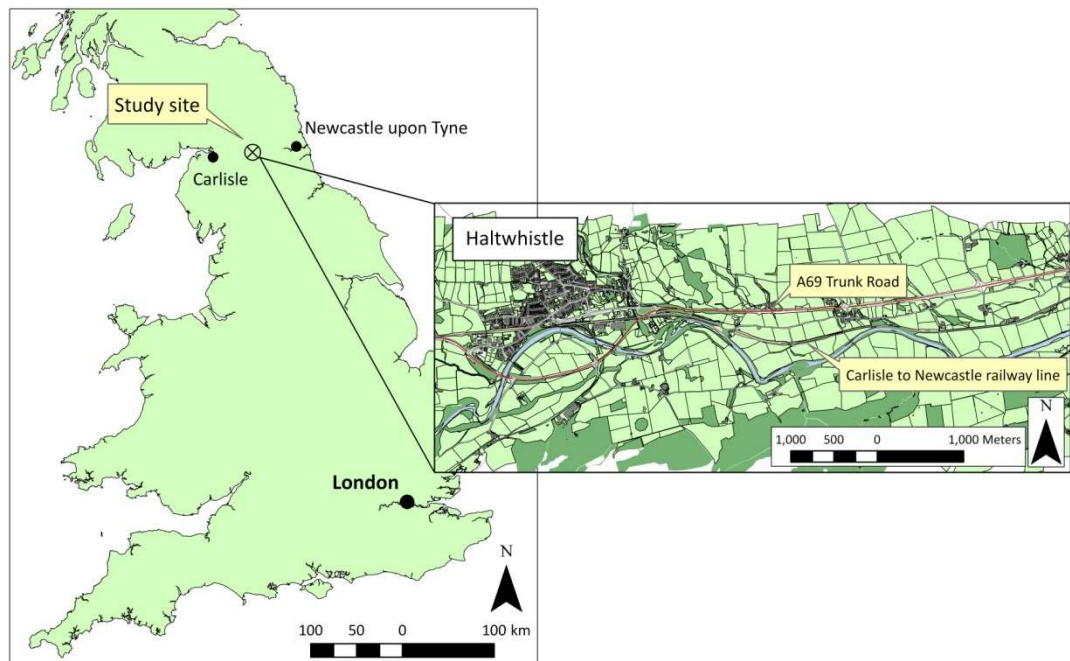 Study site
Newcastle upon Tyne
Carlisle
Haltwhistle
A69 Trunk Road
Carlisle to Newcastle railway line
N
1,000 500 0 1,000 Meters
London
N
100 50 0 100 km